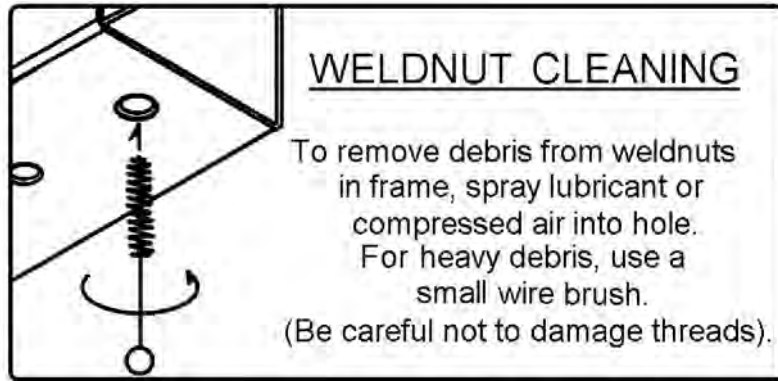 WELDNUT CLEANING
To remove debris from weldnuts
in frame, spray lubricant or
compressed air into hole.
For heavy debris, use a
small wire brush.
(Be careful not to damage threads).